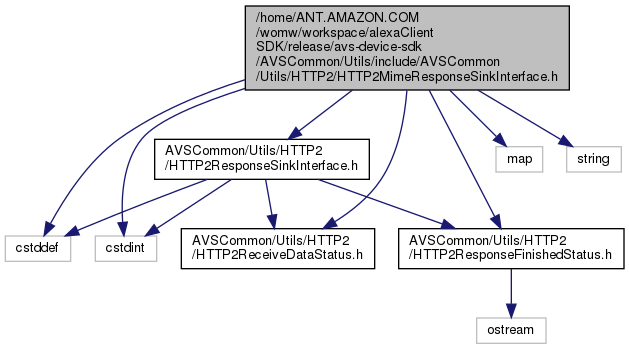 /home/ANT.AMAZON.COM
/womw/workspace/alexaClient
SDK/release/avs-device-sdk
/AVSCommon/Utils/include/AVSCommon
/Utils/HTTP2/HTTP2MimeResponseSinkInterface.h
AVSCommon/Utils/HTTP2
/HTTP2ResponseSinkInterface.h
map
string
cstddef
cstdint
AVSCommon/Utils/HTTP2
/HTTP2ReceiveDataStatus.h
AVSCommon/Utils/HTTP2
/HTTP2ResponseFinishedStatus.h
ostream